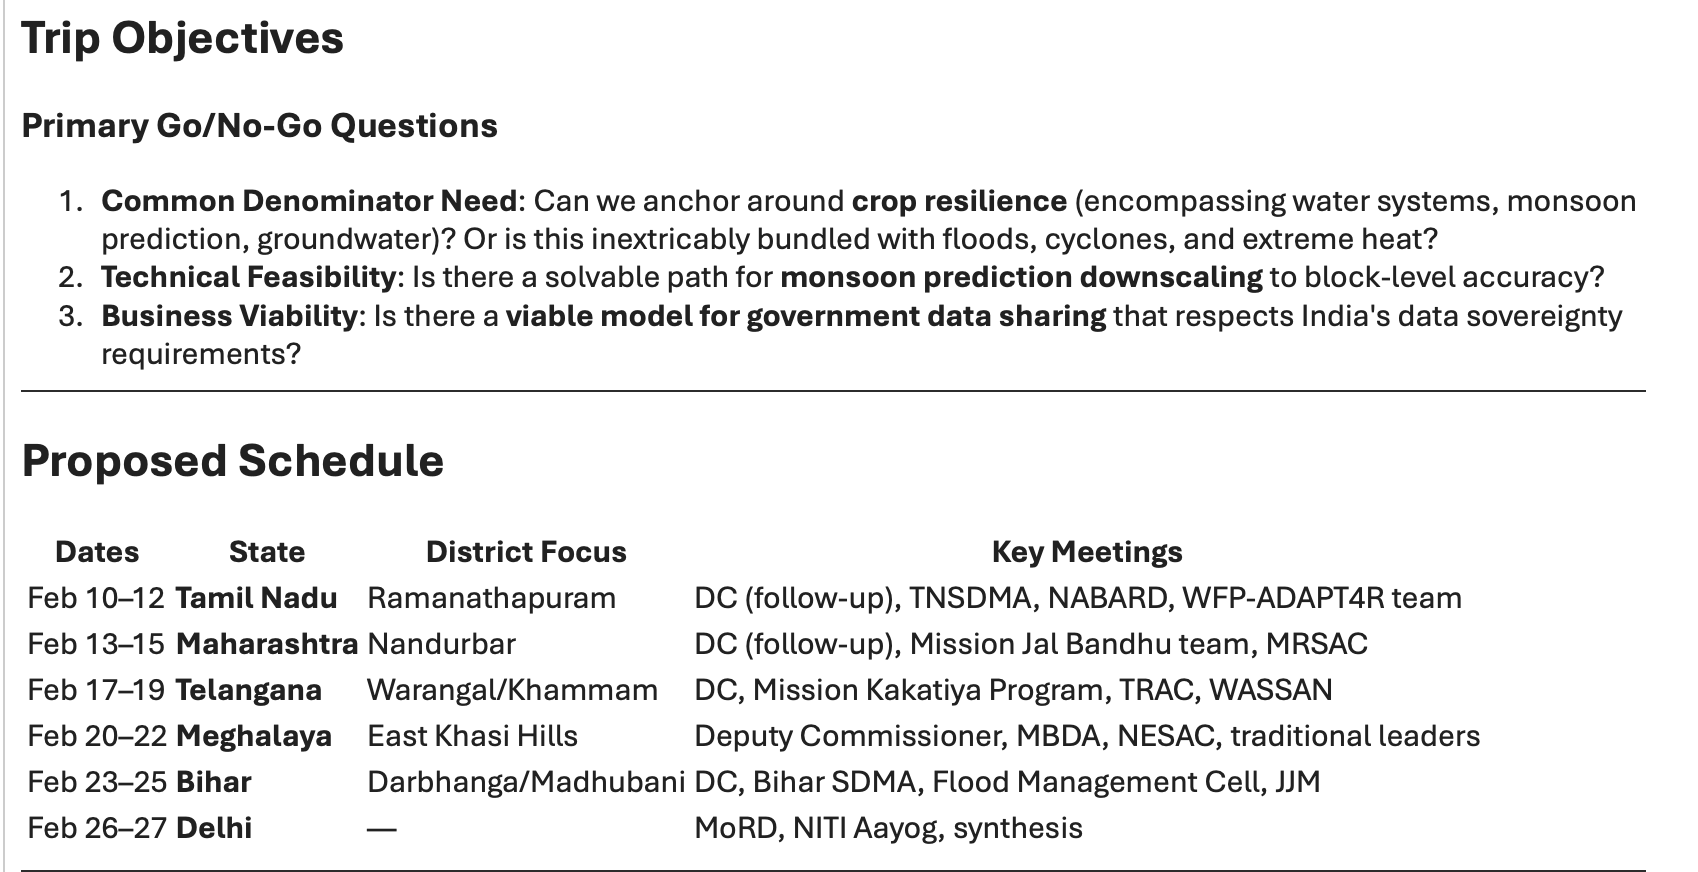 Trip Objectives
Primary Go/No-Go Questions
1. Common Denominator Need: Can we anchor around crop resilience (encompassing water systems, monsoon
prediction, groundwater)? Or is this inextricably bundled with floods, cyclones, and extreme heat?
2. Technical Feasibility: Is there a solvable path for monsoon prediction downscaling to block-level accuracy?
3. Business Viability: Is there a viable model for government data sharing that respects India's data sovereignty
requirements?
Proposed Schedule
Dates State District Focus Key Meetings
Feb 10–12 Tamil Nadu Ramanathapuram DC (follow-up), TNSDMA, NABARD, WFP-ADAPT4R team
Feb 13–15 Maharashtra Nandurbar DC (follow-up), Mission Jal Bandhu team, MRSAC
Feb 17–19 Telangana Warangal/Khammam DC, Mission Kakatiya Program, TRAC, WASSAN
Feb 20–22 Meghalaya East Khasi Hills Deputy Commissioner, MBDA, NESAC, traditional leaders
Feb 23–25 Bihar Darbhanga/Madhubani DC, Bihar SDMA, Flood Management Cell, JJM
Feb 26–27 Delhi — MoRD, NITI Aayog, synthesis